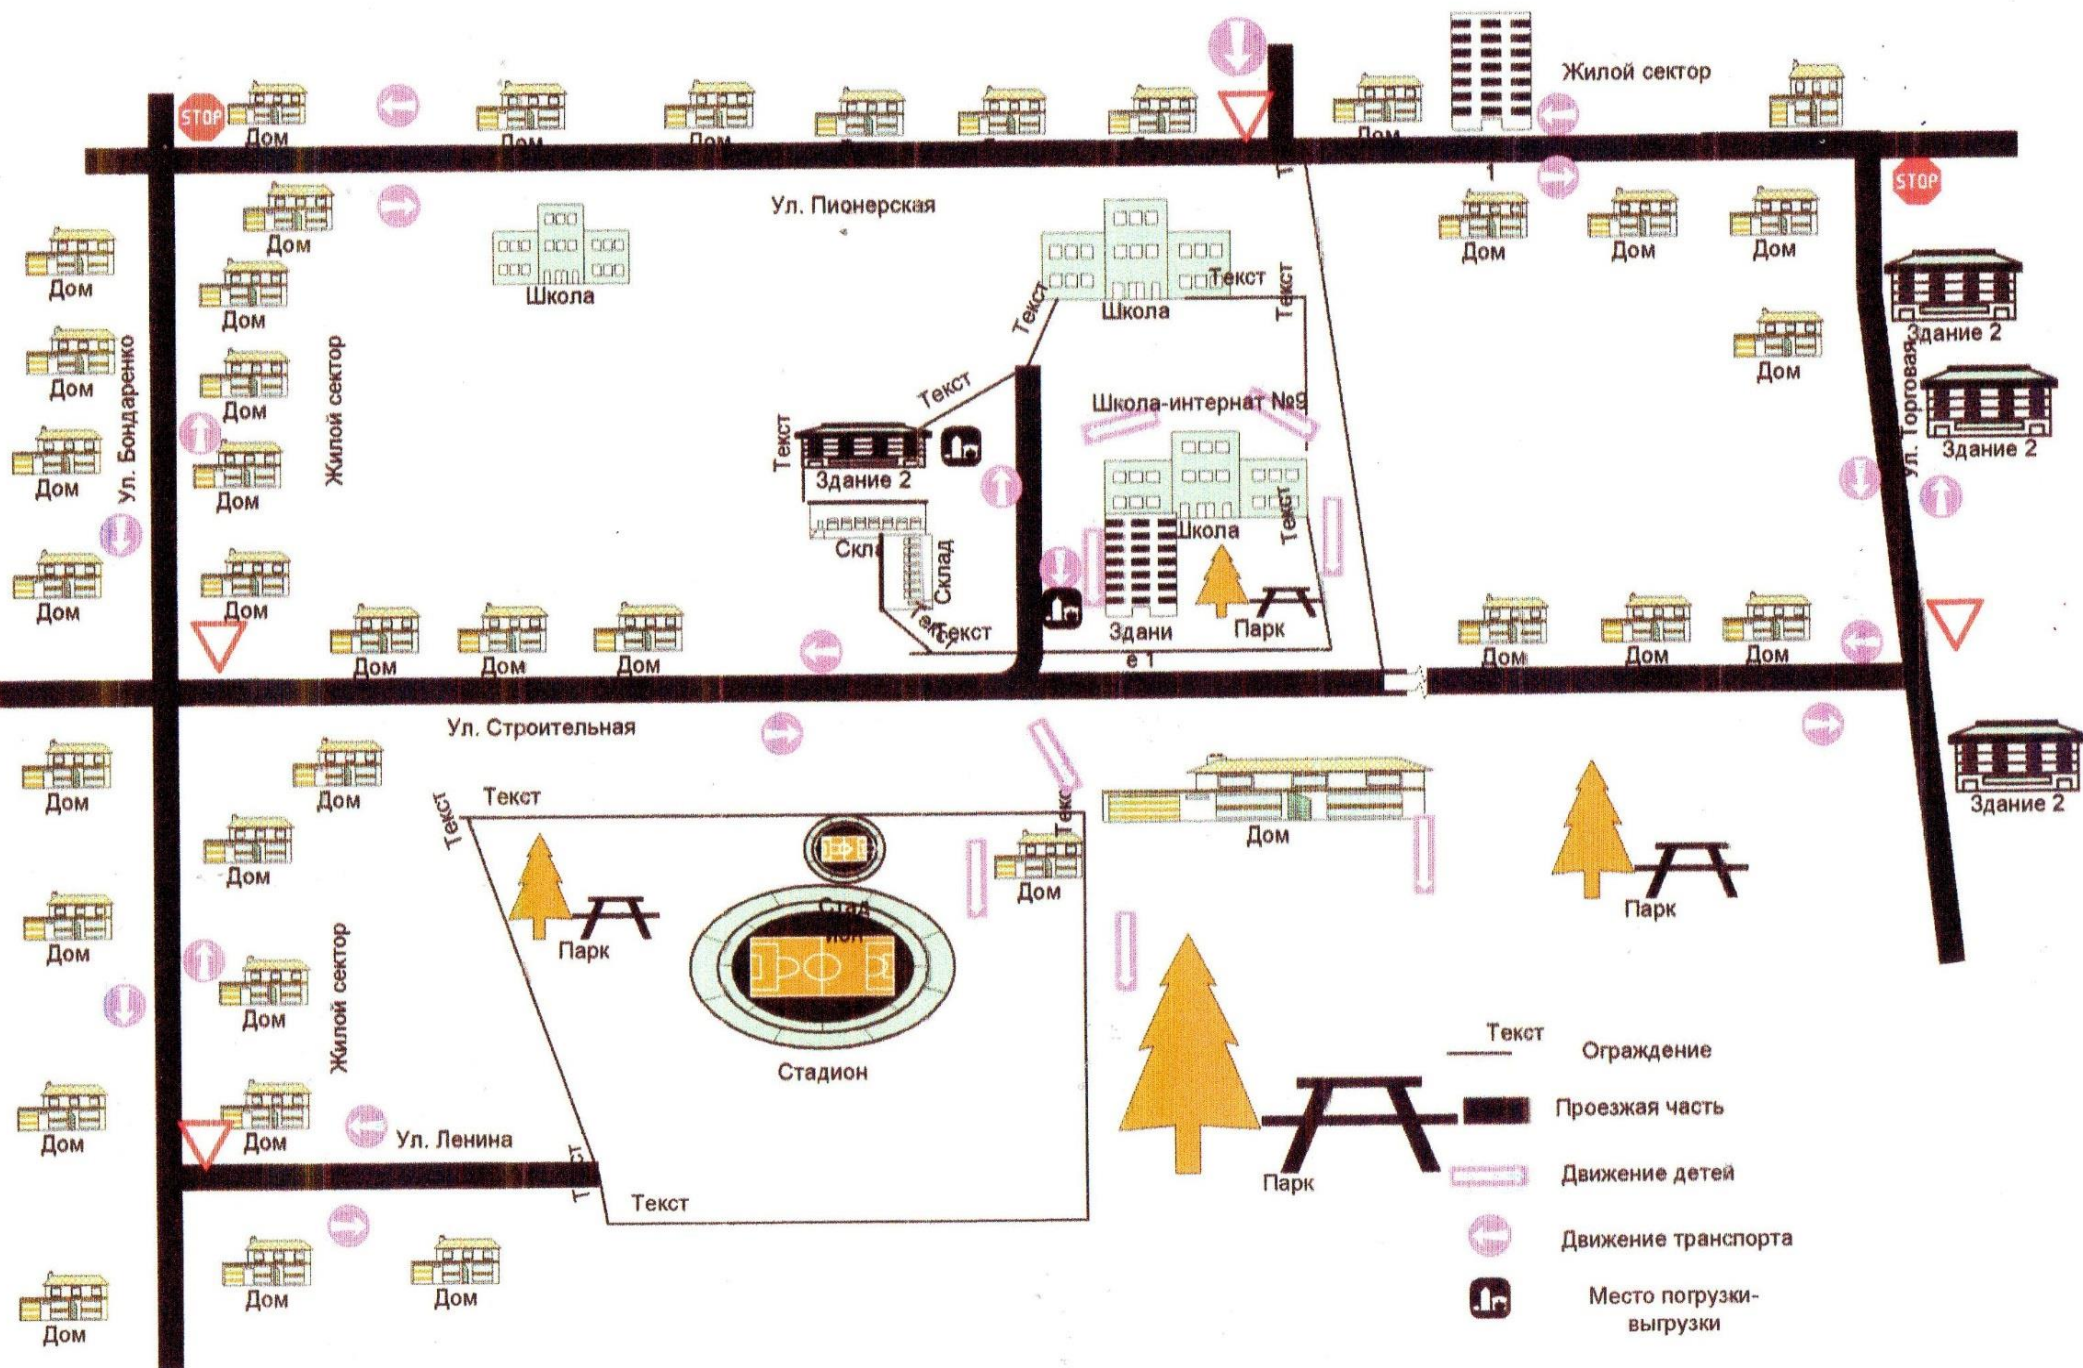 Жилой сектор
STOP
Дом
Дом
Дом
Дом
1
STOP
Дом
Ул. Пионерская
Дом
Дом
Дом
Дом
Школа
Текст
Текст
Текст
Школа
Дом
Здание 2
Ул. Торговая
Дом
Ул. Бондаренко
Жилой сектор
Дом
Дом
Текст
Школа-интернат №9
Дом
Текст
Здание 2
Здание 2
Дом
Дом
Текст
Школа
Склад
Дом
Дом
Текст
Здани
е 1
Парк
Дом
Дом
Дом
Дом
Дом
Дом
Ул. Строительная
Дом
Дом
Текст
Текст
Дом
Здание 2
Дом
Стад
ион
Дом
Парк
Парк
Дом
Жилой сектор
Дом
Стадион
Текст
Ограждение
Проезжая часть
Дом
Дом
Ул. Ленина
Движение детей
Парк
Текст
Движение транспорта
Дом
Дом
Место погрузки-
выгрузки
Дом